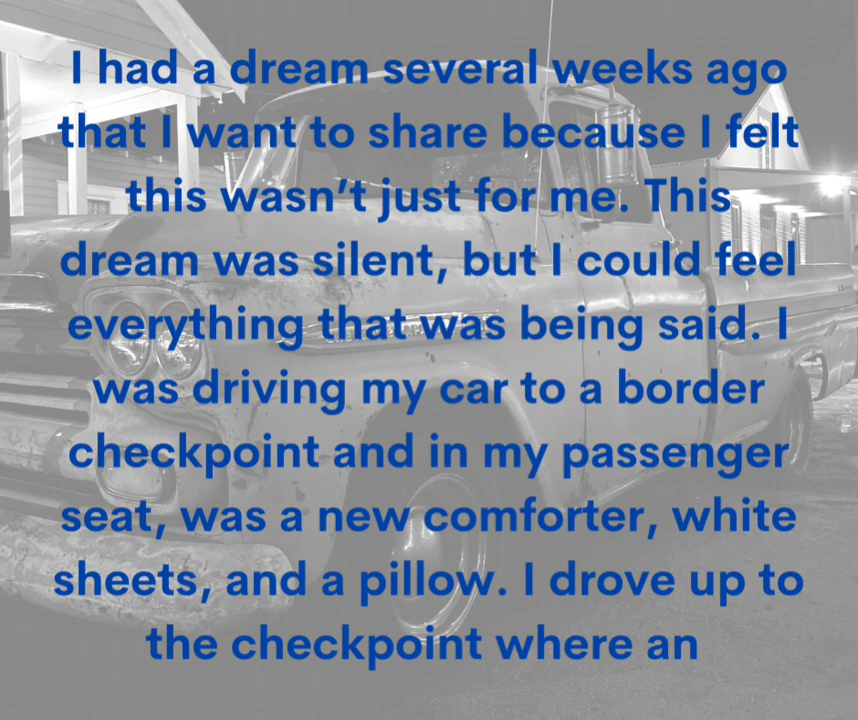 I had a dream several weeks ago
that I want to share because I felt
this wasn’t just for me. This
dream was silent, but I could feel
everything that was being said. I
was driving my car to a border
checkpoint and in my passenger
seat, was a new comforter, white
sheets, and a pillow. I drove up to
the checkpoint where an